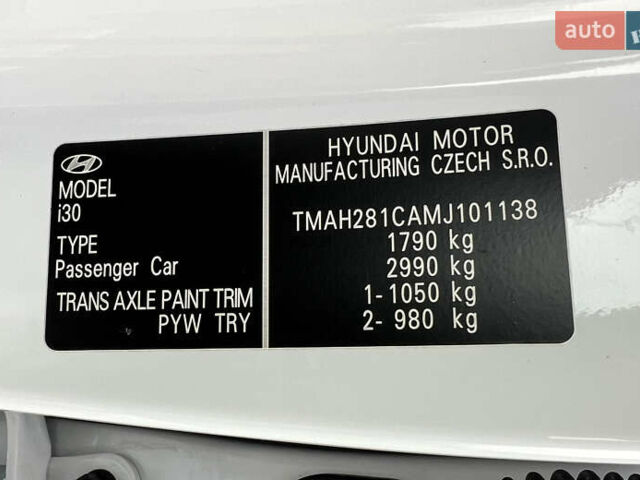 auto
MODEL
i30
TYPE
Passenger Car
TRANS AXLE PAINT TRIM
PYW TRY
HYUNDAI MOTOR
MANUFACTURING CZECH S.R.O.
TMAH281CAMJ101138
1790 kg
2990 kg
1- 1050 kg
2- 980 kg